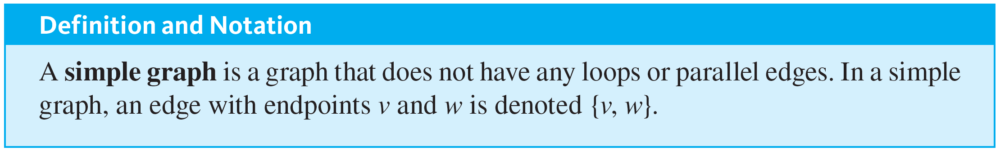 Definition and Notation
A simple graph is a graph that does not have any loops or parallel edges. In a simple
graph, an edge with endpoints v and w is denoted {v, w}.